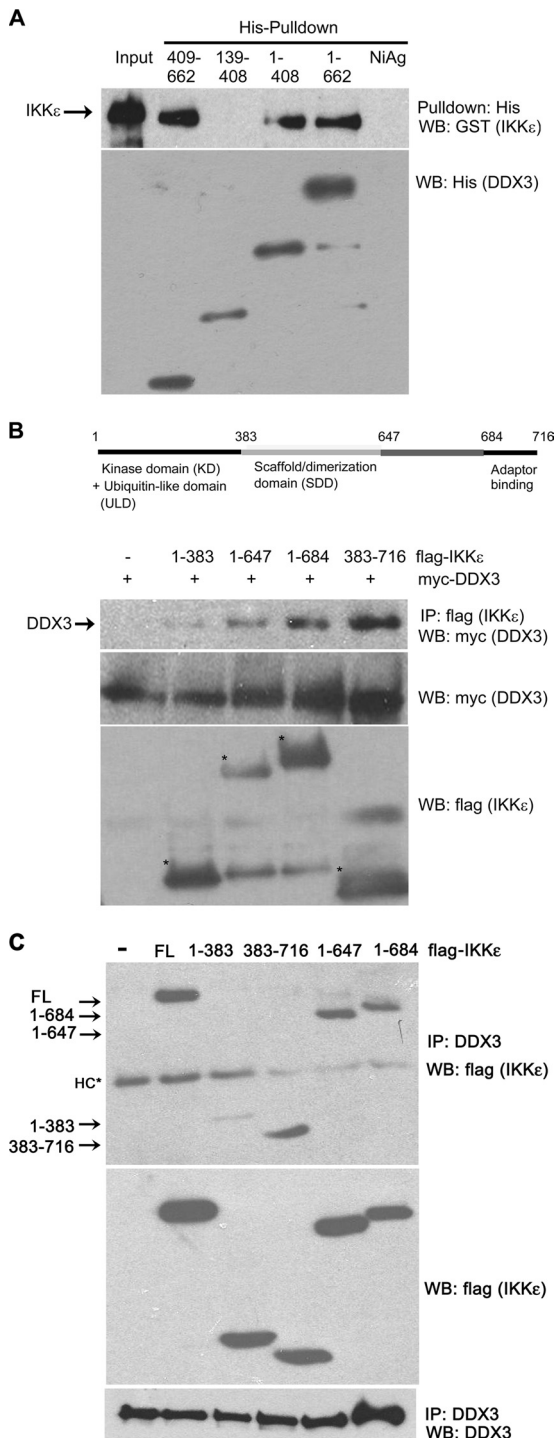 A
His-Pulldown
Input 409-662 139-408 1-408 1-662 NiAg
IKKε
Pulldown: His
WB: GST (IKKε)
WB: His (DDX3)
B
1 383 647 684 716
Kinase domain (KD)
+ Ubiquitin-like domain
(ULD)
Scaffold/dimerization
domain (SDD)
Adaptor
binding
- 1-383 1-647 1-684 383-716 flag-IKKε
+ + + + + myc-DDX3
DDX3
IP: flag (IKKε)
WB: myc (DDX3)
WB: myc (DDX3)
* *
WB: flag (IKKε)
* *
C
- FL 1-383 383-716 1-647 1-684 flag-IKKε
FL
1-684
1-647
IP: DDX3
WB: flag (IKKε)
HC*
1-383
383-716
WB: flag (IKKε)
IP: DDX3
WB: DDX3